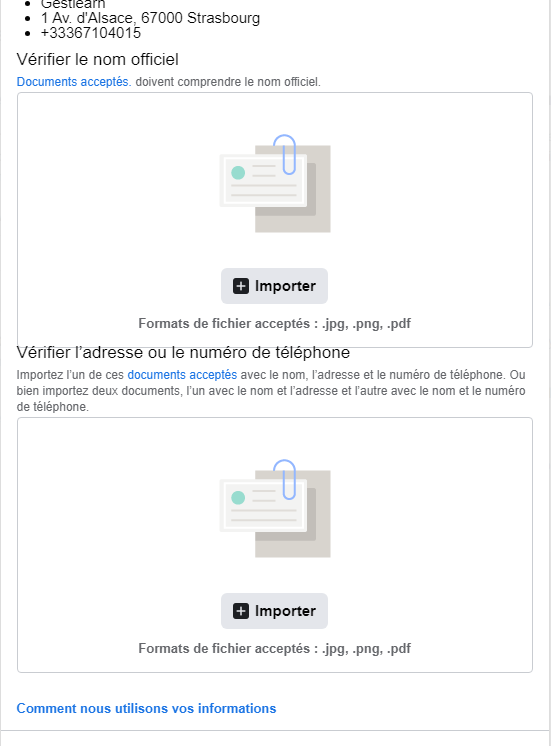 Gestlearn
1 Av. d'Alsace, 67000 Strasbourg
+33367104015
Vérifier le nom officiel
Documents acceptés. doivent comprendre le nom officiel.
Importer
Formats de fichier acceptés : .jpg, .png, .pdf
Vérifier l’adresse ou le numéro de téléphone
Importez l’un de ces documents acceptés avec le nom, l’adresse et le numéro de téléphone. Ou
bien importez deux documents, l’un avec le nom et l’adresse et l’autre avec le nom et le numéro
de téléphone.
Importer
Formats de fichier acceptés : .jpg, .png, .pdf
Comment nous utilisons vos informations